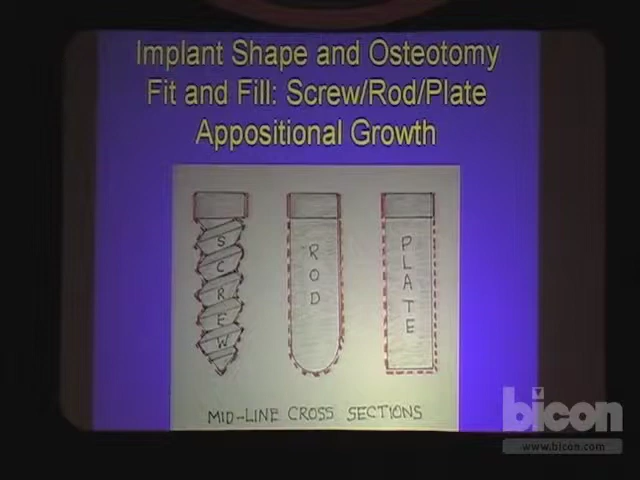 Implant Shape and Osteotomy
Fit and Fill: Screw/Rod/Plate
Appositional Growth
SCREW
ROD
PLATE
MID-LINE CROSS SECTIONS
bicon
www.bicon.com